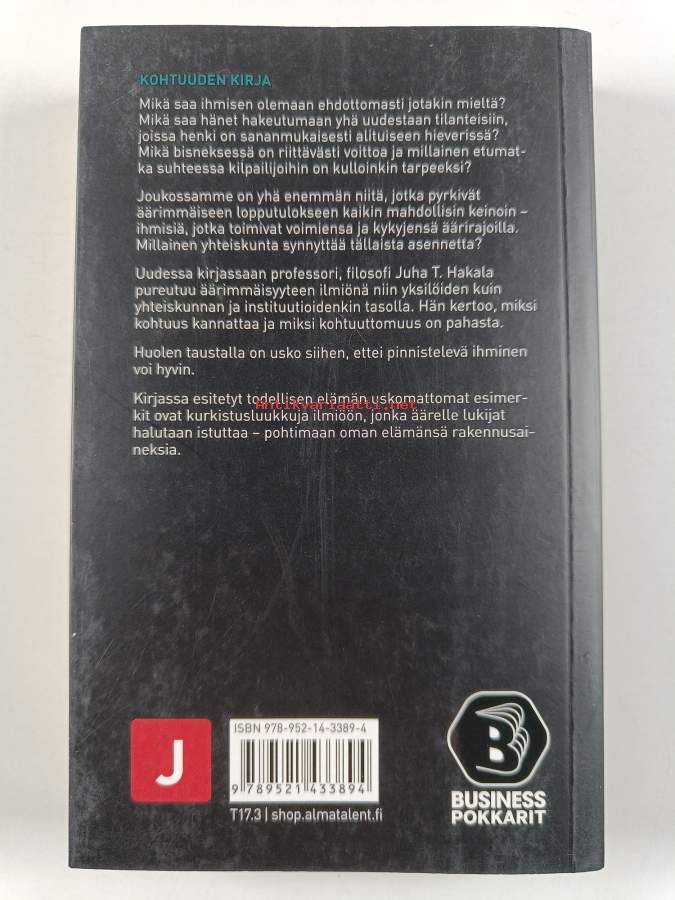 KOHTUUDEN KIRJA
Mikä saa ihmisen olemaan ehdottomasti jotakin mieltä?
Mikä saa hänet hakeutumaan yhä uudestaan tilanteisiin,
joissa henki on sananmukaisesti alituiseen hieverissä?
Mikä bisneksessä on riittävästi voittoa ja millainen etumat-
ka suhteessa kilpailijoihin on kulloinkin tarpeeksi?
Joukossamme on yhä enemmän niitä, jotka pyrkivät
äärimmäiseen lopputulokseen kaikin mahdollisin keinoin –
ihmisiä, jotka toimivat voimiensa ja kykyjensä äärirajoilla.
Millainen yhteiskunta synnyttää tällaista asennetta?
Uudessa kirjassaan professori, filosofi Juha T. Hakala
pureutuu äärimmäisyyteen ilmiönä niin yksilöiden kuin
yhteiskunnan ja instituutioidenkin tasolla. Hän kertoo, miksi
kohtuus kannattaa ja miksi kohtuuttomuus on pahasta.
Huolen taustalla on usko siihen, ettei pinnistelevä ihminen
voi hyvin.
Kirjassa esitetyt todellisen elämän uskomattomat esimer-
Antikvariaatti.net
kit ovat kurkistusluukkuja ilmiöön, jonka äärelle lukijat
halutaan istuttaa – pohtimaan oman elämänsä rakennusai-
neksia.
J
ISBN 978-952-14-3389-4
9 789521 433894
T17.3 | shop.almatalent.fi
B
BUSINESS
POKKARIT